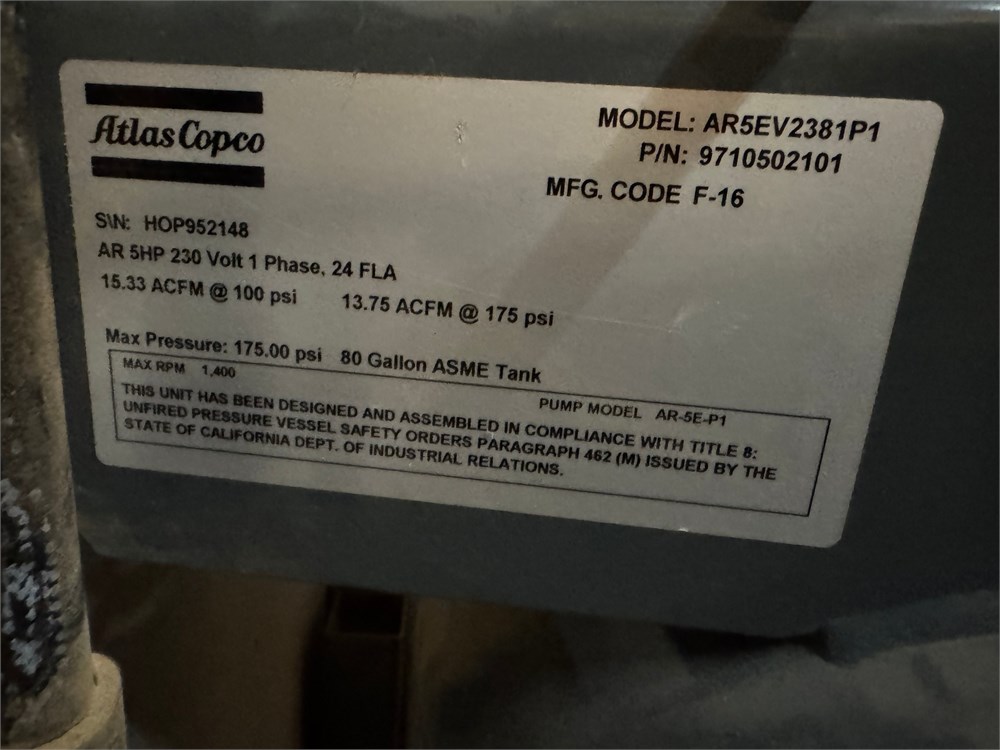 Atlas Copco
MODEL: AR5EV2381P1
P/N: 9710502101
MFG. CODE F-16
S\N: HOP952148
AR 5HP 230 Volt 1 Phase, 24 FLA
15.33 ACFM @ 100 psi 13.75 ACFM @ 175 psi
Max Pressure: 175.00 psi 80 Gallon ASME Tank
MAX RPM 1,400 PUMP MODEL AR-5E-P1
THIS UNIT HAS BEEN DESIGNED AND ASSEMBLED IN COMPLIANCE WITH TITLE 8:
UNFIRED PRESSURE VESSEL SAFETY ORDERS PARAGRAPH 462 (M) ISSUED BY THE
STATE OF CALIFORNIA DEPT. OF INDUSTRIAL RELATIONS.